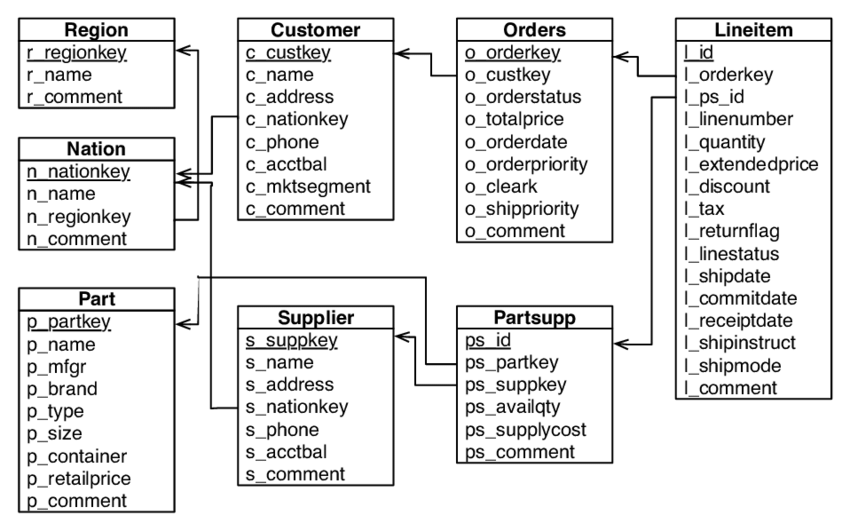 Region
r_regionkey
r_name
r_comment
Nation
n_nationkey
n_name
n_regionkey
n_comment
Part
p_partkey
p_name
p_mfgr
p_brand
p_type
p_size
p_container
p_retailprice
p_comment
Customer
c_custkey
c_name
c_address
c_nationkey
c_phone
c_acctbal
c_mktsegment
c_comment
Supplier
s_suppkey
s_name
s_address
s_nationkey
s_phone
s_acctbal
s_comment
Orders
o_orderkey
o_custkey
o_orderstatus
o_totalprice
o_orderdate
o_orderpriority
o_cleark
o_shippriority
o_comment
Partsupp
ps_id
ps_partkey
ps_suppkey
ps_availqty
ps_supplycost
ps_comment
Lineitem
l_id
l_orderkey
l_ps_id
l_linenumber
l_quantity
l_extendedprice
l_discount
l_tax
l_returnflag
l_linestatus
l_shipdate
l_commitdate
l_receiptdate
l_shipinstruct
l_shipmode
l_comment